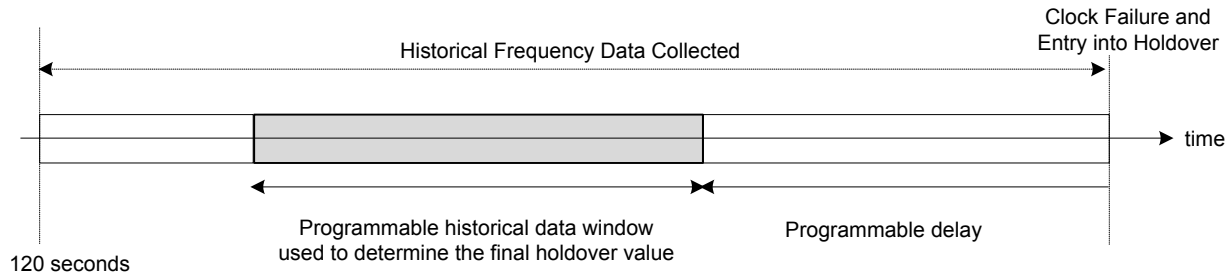 Clock Failure and
Entry into Holdover
Historical Frequency Data Collected
time
Programmable historical data window
used to determine the final holdover value
Programmable delay
120 seconds